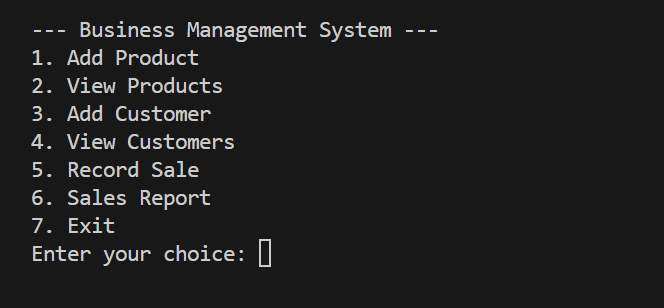 --- Business Management System ---
1. Add Product
2. View Products
3. Add Customer
4. View Customers
5. Record Sale
6. Sales Report
7. Exit
Enter your choice: